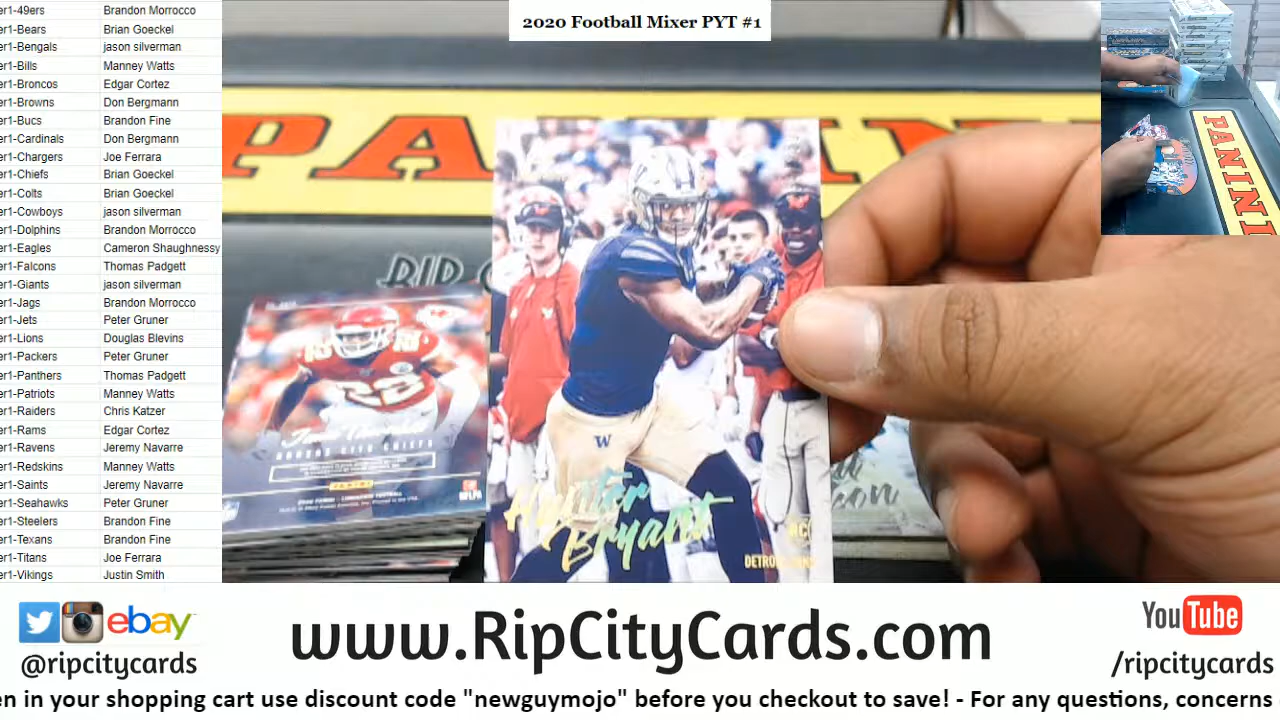 2020 Football Mixer PYT #1
er1-49ers Brandon Morrocco
er1-Bears Brian Goeckel
er1-Bengals jason silverman
er1-Bills Manney Watts
er1-Broncos Edgar Cortez
er1-Browns Don Bergmann
er1-Bucs Brandon Fine
er1-Cardinals Don Bergmann
er1-Chargers Joe Ferrara
er1-Chiefs Brian Goeckel
er1-Colts Brian Goeckel
er1-Cowboys jason silverman
er1-Dolphins Brandon Morrocco
er1-Eagles Cameron Shaughnessy
er1-Falcons Thomas Padgett
er1-Giants jason silverman
er1-Jags Brandon Morrocco
er1-Jets Peter Gruner
er1-Lions Douglas Blevins
er1-Packers Peter Gruner
er1-Panthers Thomas Padgett
er1-Patriots Manney Watts
er1-Raiders Chris Katzer
er1-Rams Edgar Cortez
er1-Ravens Jeremy Navarre
er1-Redskins Manney Watts
er1-Saints Jeremy Navarre
er1-Seahawks Peter Gruner
er1-Steelers Brandon Fine
er1-Texans Brandon Fine
er1-Titans Joe Ferrara
er1-Vikings Justin Smith
PANINI
PANINI
RIP C
22
KANSAS CITY CHIEFS
PANINI
NFLPA
W
Hunter
Bryant
RC
DETROIT LIONS
ebay
@ripcitycards
www.RipCityCards.com
YouTube
/ripcitycards
en in your shopping cart use discount code "newguymojo" before you checkout to save! - For any questions, concerns